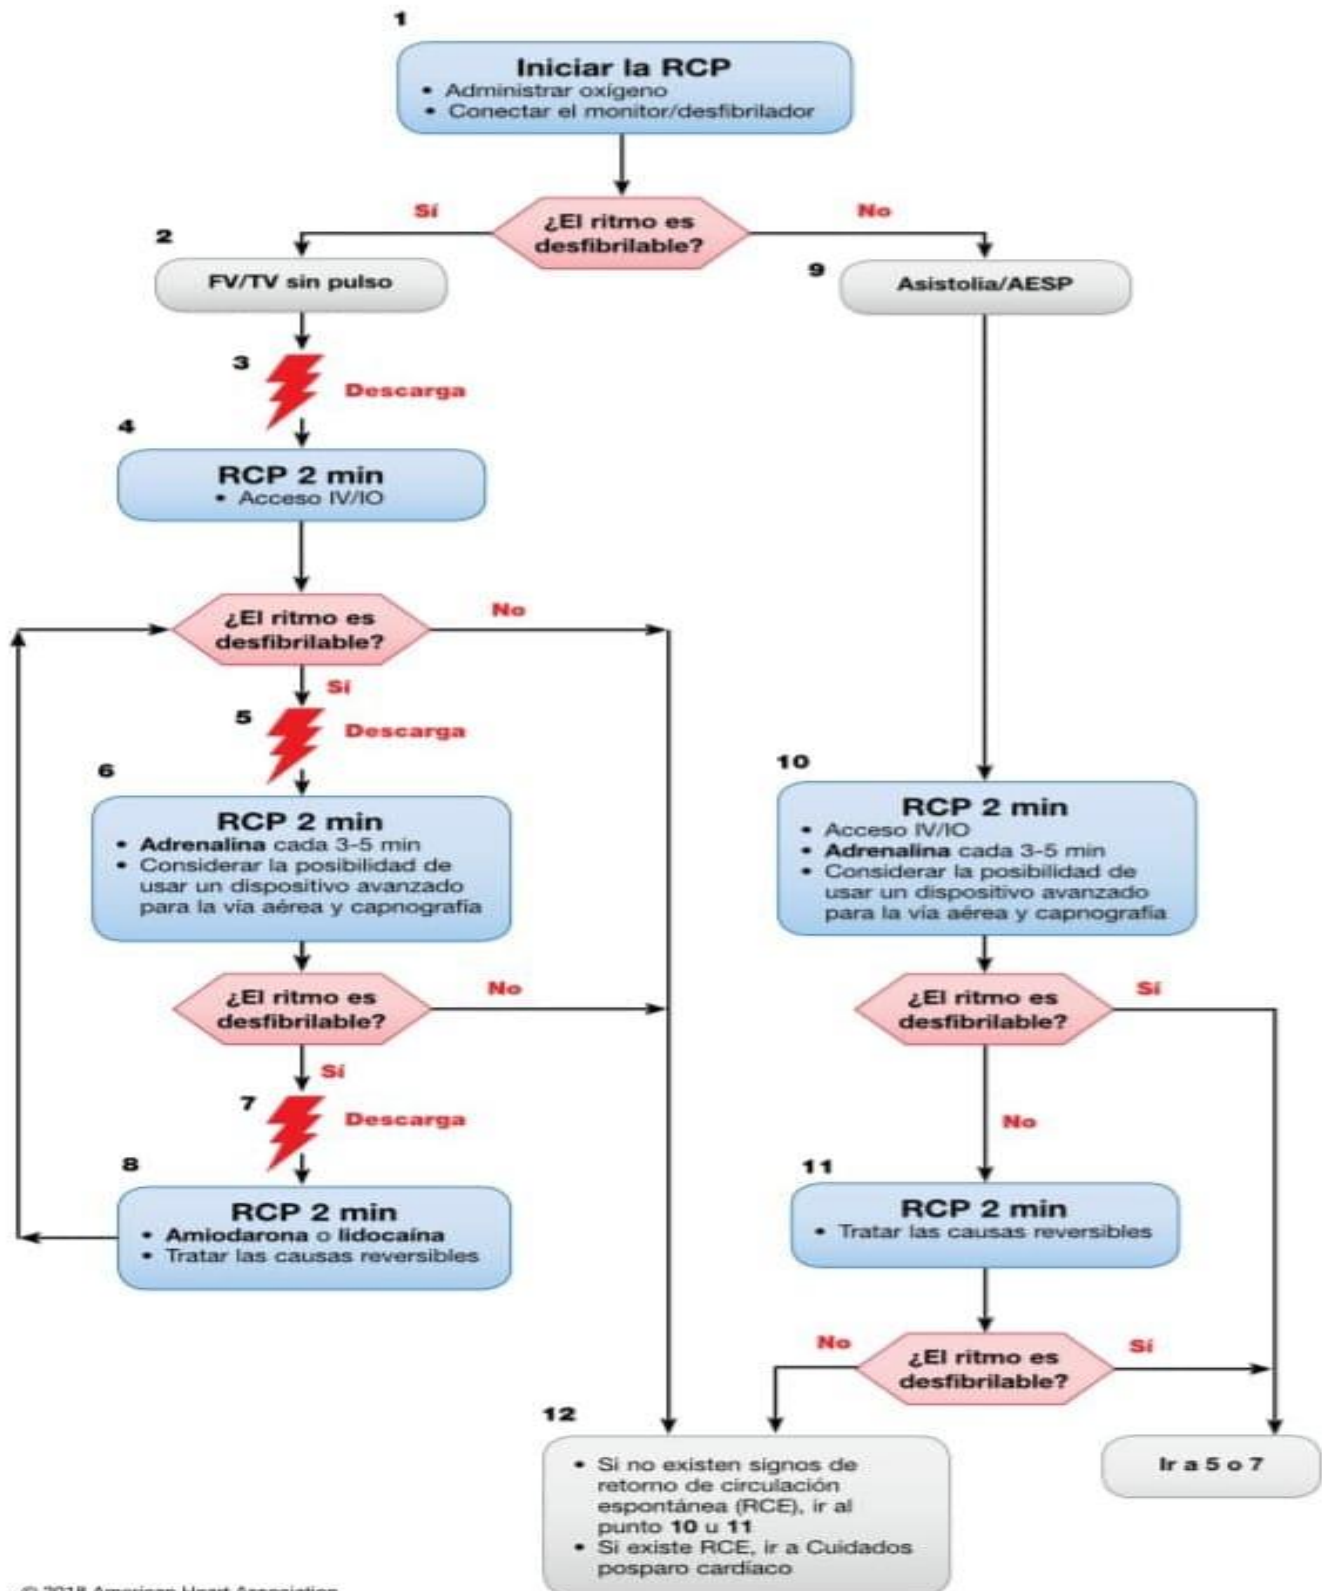 1
Iniciar la RCP
• Administrar oxígeno
• Conectar el monitor/desfibrilador
¿El ritmo es
desfibrilable?
Sí
No
2
FV/TV sin pulso
9
Asistolia/AESP
3
Descarga
4
RCP 2 min
• Acceso IV/IO
¿El ritmo es
desfibrilable?
No
Sí
5
Descarga
6
RCP 2 min
• Adrenalina cada 3-5 min
• Considerar la posibilidad de
usar un dispositivo avanzado
para la vía aérea y capnografía
¿El ritmo es
desfibrilable?
No
Sí
7
Descarga
8
RCP 2 min
• Amiodarona o lidocaína
• Tratar las causas reversibles
10
RCP 2 min
• Acceso IV/IO
• Adrenalina cada 3-5 min
• Considerar la posibilidad de
usar un dispositivo avanzado
para la vía aérea y capnografía
¿El ritmo es
desfibrilable?
Sí
No
11
RCP 2 min
• Tratar las causas reversibles
¿El ritmo es
desfibrilable?
No
Sí
12
• Si no existen signos de
retorno de circulación
espontánea (RCE), ir al
punto 10 u 11
• Si existe RCE, ir a Cuidados
posparo cardíaco
Ir a 5 o 7
© American Heart Association